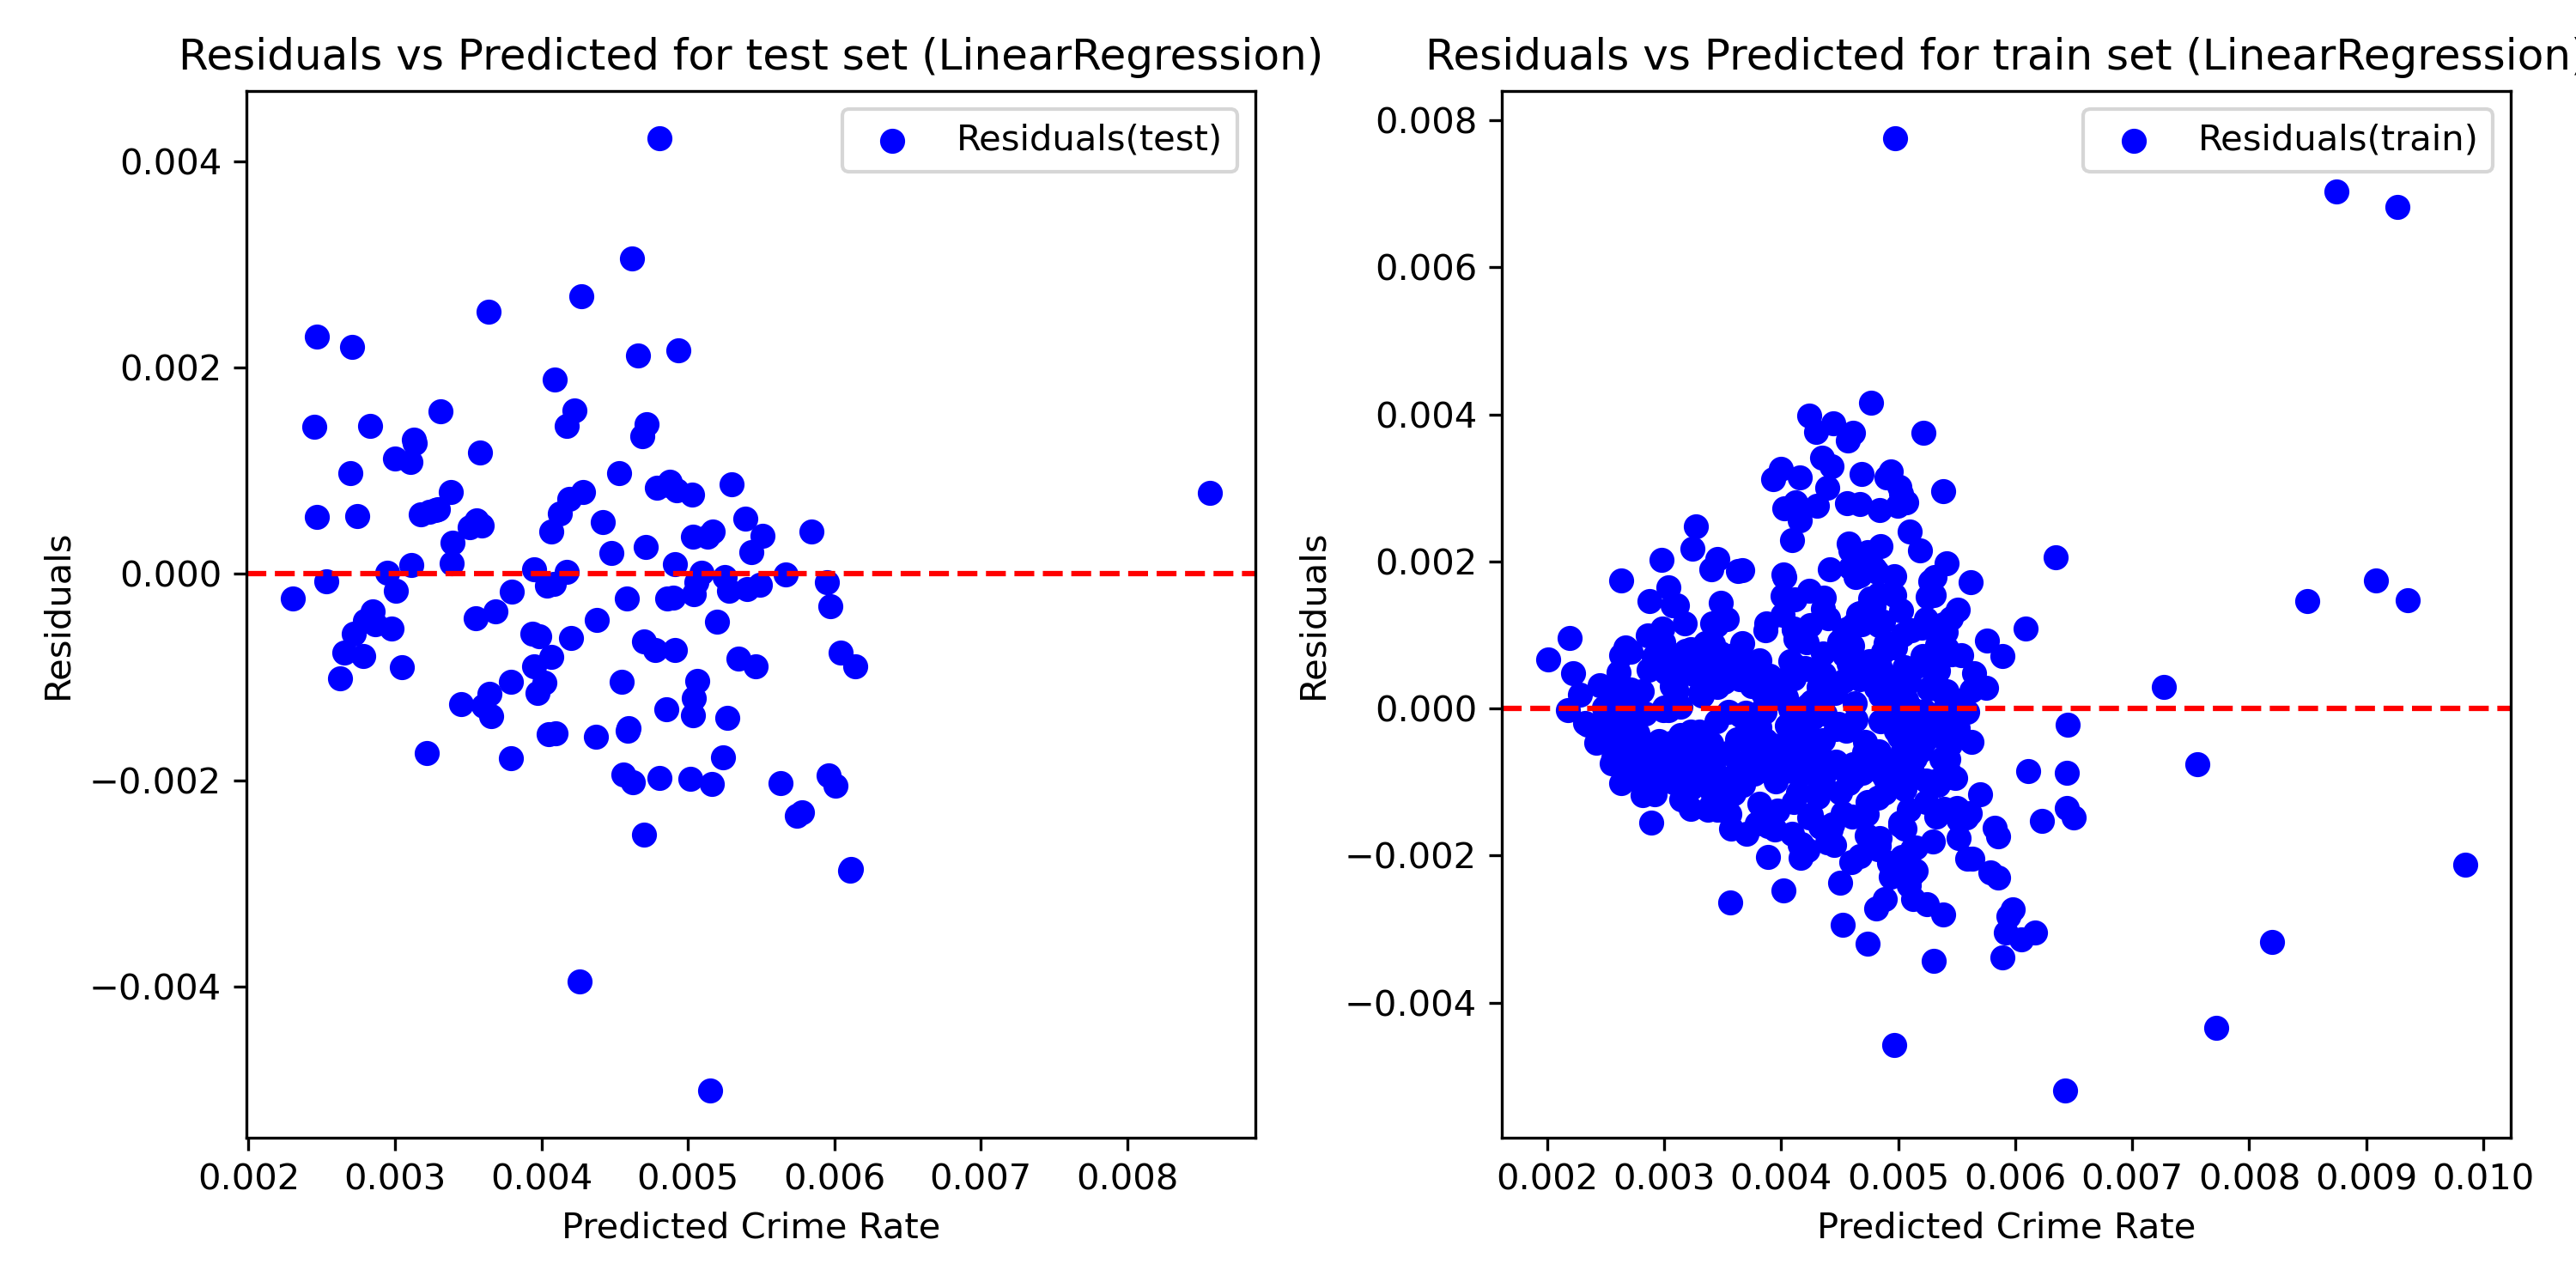 Residuals vs Predicted for test set (LinearRegression)
Residuals(test)
0.004
0.002
0.000
−0.002
−0.004
Residuals
0.002 0.003 0.004 0.005 0.006 0.007 0.008
Predicted Crime Rate
Residuals vs Predicted for train set (LinearRegression)
Residuals(train)
0.008
0.006
0.004
0.002
0.000
−0.002
−0.004
Residuals
0.002 0.003 0.004 0.005 0.006 0.007 0.008 0.009 0.010
Predicted Crime Rate